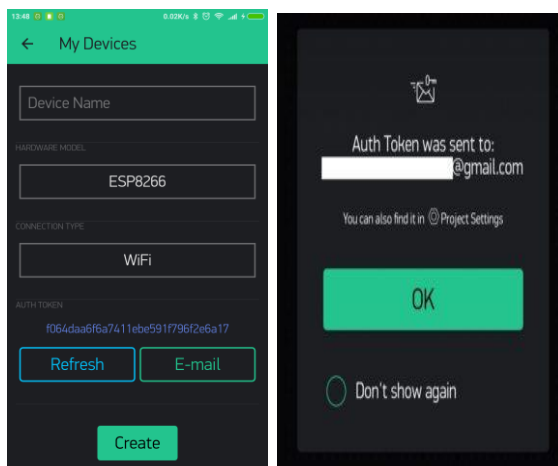 13:48
0.02K/s
My Devices
Device Name
HARDWARE MODEL
ESP8266
CONNECTION TYPE
WiFi
AUTH TOKEN
f064daa6f6a7411ebe591f796f2e6a17
Refresh
E-mail
Create
Auth Token was sent to:
@gmail.com
You can also find it in Project Settings
OK
Don't show again